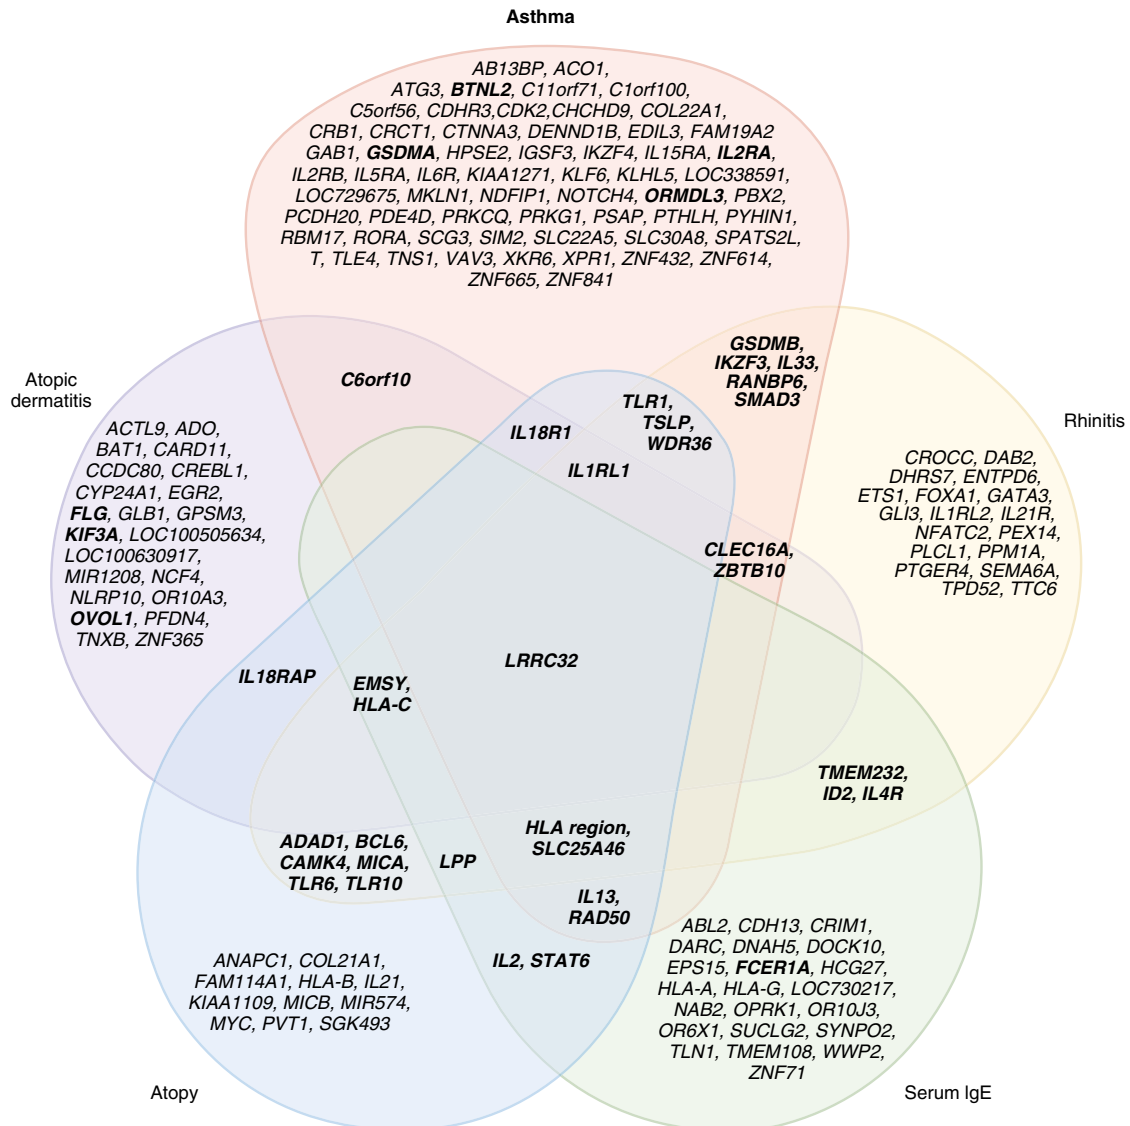 Asthma
AB13BP, ACO1,
ATG3, BTNL2, C11orf71, C1orf100,
C5orf56, CDHR3,CDK2,CHCHD9, COL22A1,
CRB1, CRCT1, CTNNA3, DENND1B, EDIL3, FAM19A2
GAB1, GSDMA, HPSE2, IGSF3, IKZF4, IL15RA, IL2RA,
IL2RB, IL5RA, IL6R, KIAA1271, KLF6, KLHL5, LOC338591,
LOC729675, MKLN1, NDFIP1, NOTCH4, ORMDL3, PBX2,
PCDH20, PDE4D, PRKCQ, PRKG1, PSAP, PTHLH, PYHIN1,
RBM17, RORA, SCG3, SIM2, SLC22A5, SLC30A8, SPATS2L,
T, TLE4, TNS1, VAV3, XKR6, XPR1, ZNF432, ZNF614,
ZNF665, ZNF841
GSDMB,
IKZF3, IL33,
RANBP6,
SMAD3
C6orf10
Atopic
dermatitis
TLR1,
TSLP,
WDR36
IL18R1
IL1RL1
Rhinitis
ACTL9, ADO,
BAT1, CARD11,
CCDC80, CREBL1,
CYP24A1, EGR2,
FLG, GLB1, GPSM3,
KIF3A, LOC100505634,
LOC100630917,
MIR1208, NCF4,
NLRP10, OR10A3,
OVOL1, PFDN4,
TNXB, ZNF365
CROCC, DAB2,
DHRS7, ENTPD6,
ETS1, FOXA1, GATA3,
GLI3, IL1RL2, IL21R,
NFATC2, PEX14,
PLCL1, PPM1A,
PTGER4, SEMA6A,
TPD52, TTC6
CLEC16A,
ZBTB10
IL18RAP
EMSY,
HLA-C
LRRC32
TMEM232,
ID2, IL4R
ADAD1, BCL6,
CAMK4, MICA,
TLR6, TLR10
LPP
HLA region,
SLC25A46
IL13,
RAD50
IL2, STAT6
ANAPC1, COL21A1,
FAM114A1, HLA-B, IL21,
KIAA1109, MICB, MIR574,
MYC, PVT1, SGK493
ABL2, CDH13, CRIM1,
DARC, DNAH5, DOCK10,
EPS15, FCER1A, HCG27,
HLA-A, HLA-G, LOC730217,
NAB2, OPRK1, OR10J3,
OR6X1, SUCLG2, SYNPO2,
TLN1, TMEM108, WWP2,
ZNF71
Atopy
Serum IgE